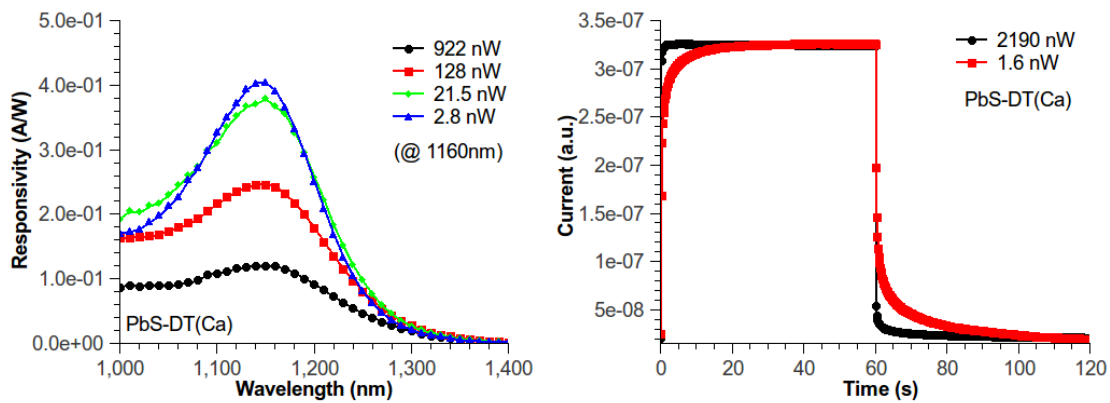 5.0e-01
4.0e-01
3.0e-01
2.0e-01
1.0e-01
0.0e+00
Responsivity (A/W)
922 nW
128 nW
21.5 nW
2.8 nW
(@ 1160nm)
PbS-DT(Ca)
1,000
1,100
1,200
1,300
1,400
Wavelength (nm)
3.5e-07
3e-07
2.5e-07
2e-07
1.5e-07
1e-07
5e-08
Current (a.u.)
2190 nW
1.6 nW
PbS-DT(Ca)
0
20
40
60
80
100
120
Time (s)